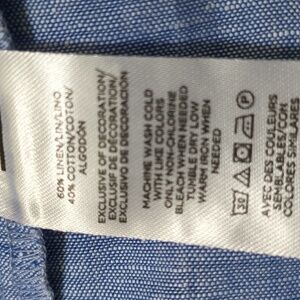 60% LINEN/LIN/LINO
40% COTTON/COTON/
ALGODÓN
EXCLUSIVE OF DECORATION/
EXCLUSIF DE DÉCORATION/
EXCLUSIVO DE DECORACIÓN
MACHINE WASH COLD
WITH LIKE COLORS
ONLY NON CHLORINE
BLEACH WHEN NEEDED
TUMBLE DRY LOW
WARM IRON WHEN
NEEDED
30
P
AVEC DES COULEURS
SEMBLABLES